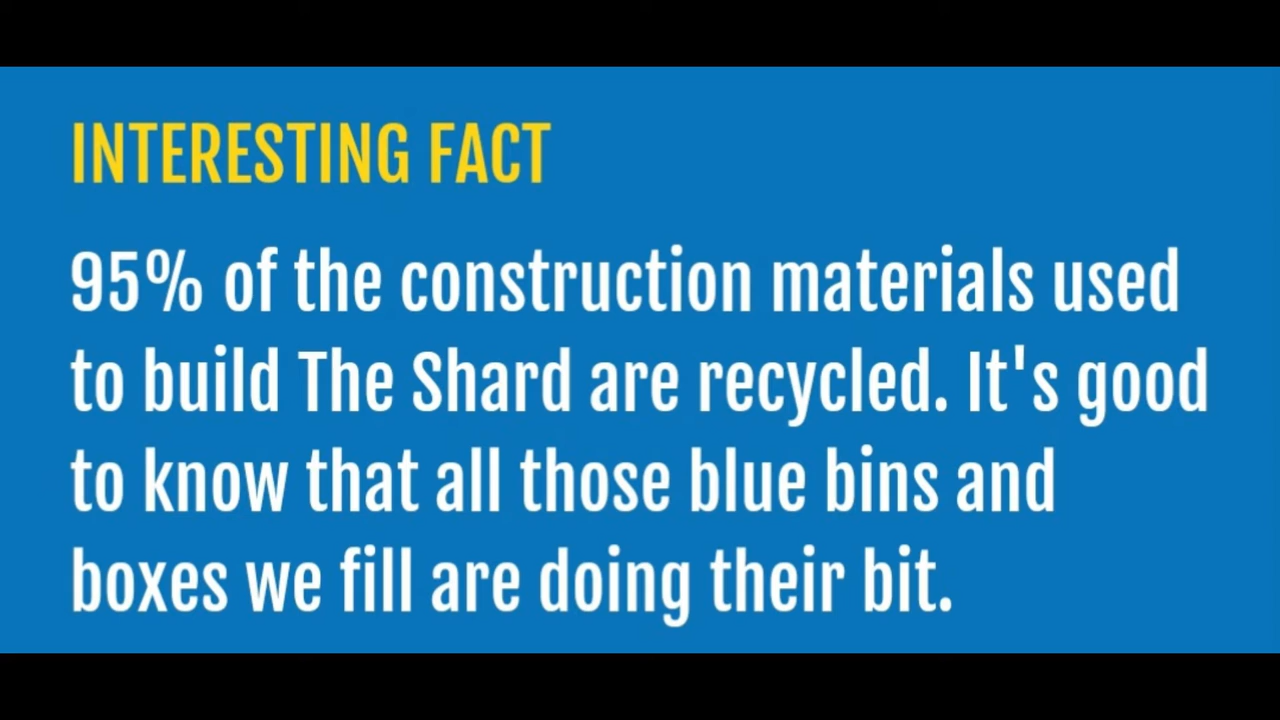 INTERESTING FACT
95% of the construction materials used
to build The Shard are recycled. It's good
to know that all those blue bins and
boxes we fill are doing their bit.